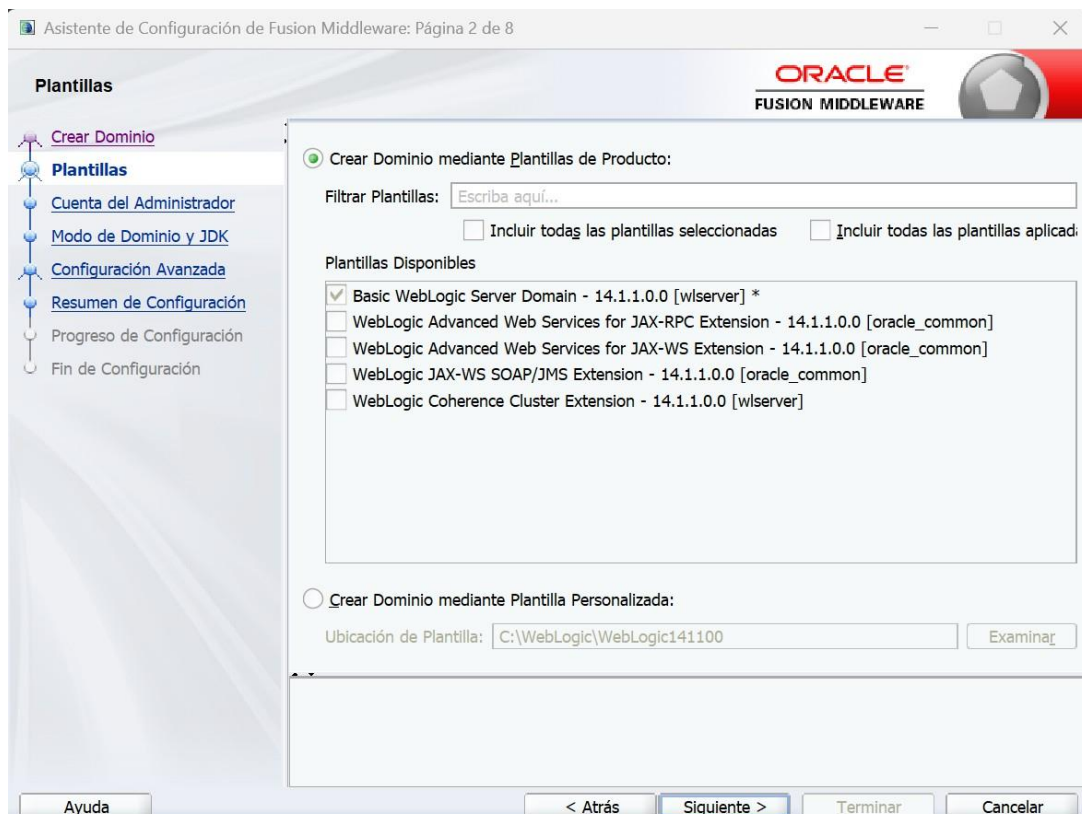 Asistente de Configuración de Fusion Middleware: Página 2 de 8
Plantillas
ORACLE
FUSION MIDDLEWARE
Crear Dominio
Plantillas
Cuenta del Administrador
Modo de Dominio y JDK
Configuración Avanzada
Resumen de Configuración
Progreso de Configuración
Fin de Configuración
Crear Dominio mediante Plantillas de Producto:
Filtrar Plantillas: Escriba aquí...
Incluir todas las plantillas seleccionadas Incluir todas las plantillas aplicad
Plantillas Disponibles
Basic WebLogic Server Domain - 14.1.1.0.0 [wlserver] *
WebLogic Advanced Web Services for JAX-RPC Extension - 14.1.1.0.0 [oracle_common]
WebLogic Advanced Web Services for JAX-WS Extension - 14.1.1.0.0 [oracle_common]
WebLogic JAX-WS SOAP/JMS Extension - 14.1.1.0.0 [oracle_common]
WebLogic Coherence Cluster Extension - 14.1.1.0.0 [wlserver]
Crear Dominio mediante Plantilla Personalizada:
Ubicación de Plantilla: C:\WebLogic\WebLogic141100 Examinar
Ayuda < Atrás Siguiente > Terminar Cancelar